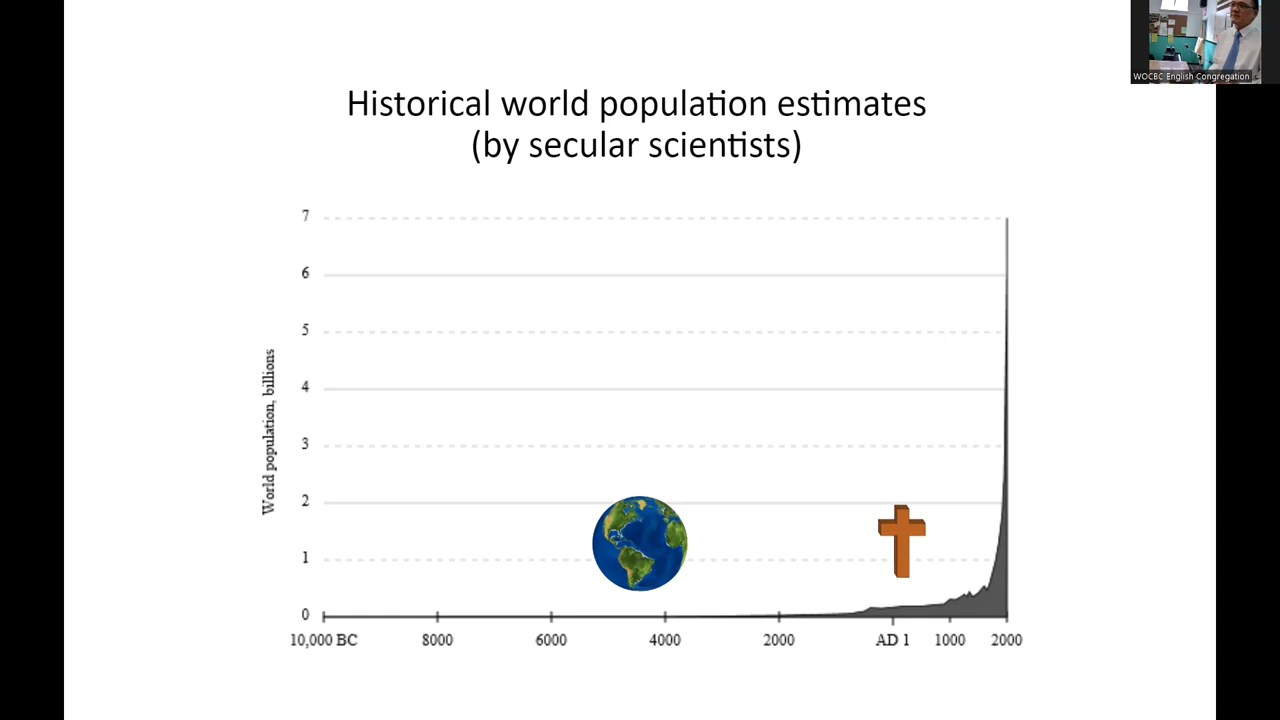 WOCBC English Congregation
Historical world population estimates
(by secular scientists)
7
6
5
4
3
2
1
0
World population, billions
10,000 BC 8000 6000 4000 2000 AD 1 1000 2000